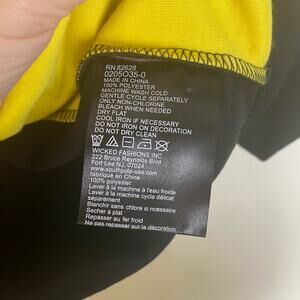 RN 82628
0205O35-0
MADE IN CHINA
100% POLYESTER
MACHINE WASH COLD
GENTLE CYCLE SEPARATELY
ONLY NON-CHLORINE
BLEACH WHEN NEEDED
DRY FLAT
COOL IRON IF NECESSARY
DO NOT IRON ON DECORATION
DO NOT DRY CLEAN
WICKED FASHIONS INC
222 Bruce Reynolds Blvd
Fort Lee NJ, 07024
www.southpole-usa.com
fabriqué en Chine
100% Polyester
Laver à la machine à l'eau froide
Laver à la machine cycle délicat
séparément
Blanchir sans chlore si ncessaire
Secher à plat
Repasser au fer froid
Ne pas repasser sur la décoration